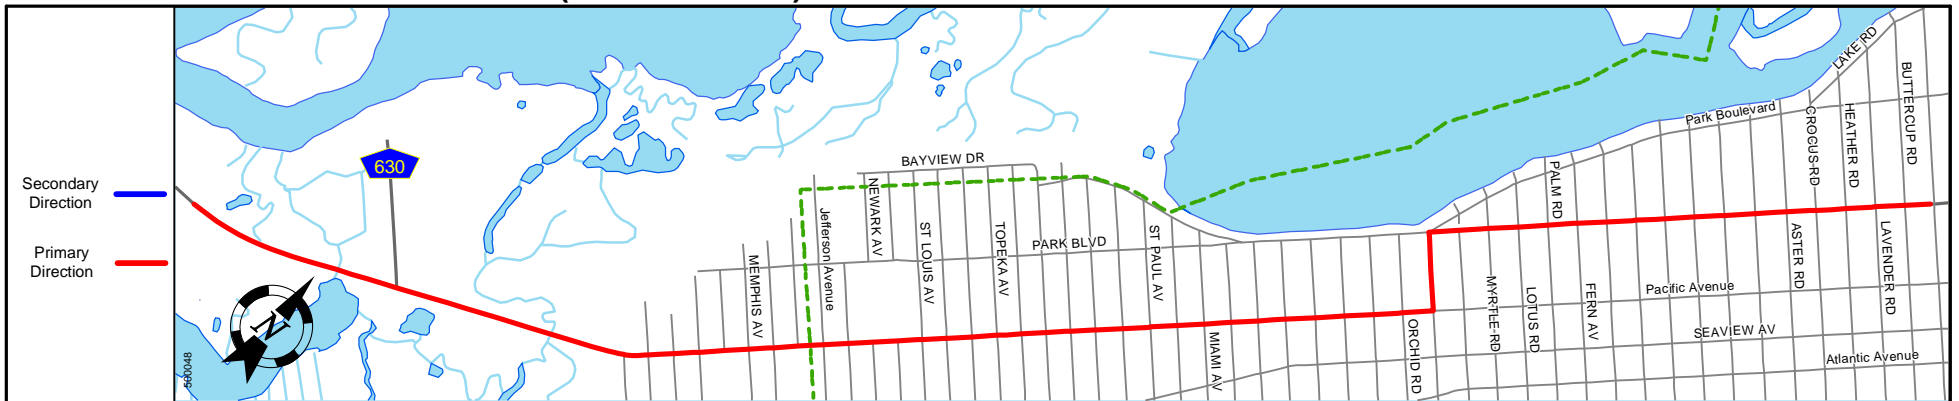 Secondary
Direction
Primary
Direction
630
N
500048
BAYVIEW DR
NEWARK AV
Jefferson Avenue
MEMPHIS AV
ST LOUIS AV
TOPEKA AV
PARK BLVD
ST PAUL AV
MIAMI AV
ORCHID RD
MYRTLE RD
LOTUS RD
PALM RD
FERN AV
Park Boulevard
LAKE RD
CROCUS RD
HEATHER RD
BUTTERCUP RD
ASTER RD
LAVENDER RD
Pacific Avenue
SEAVIEW AV
Atlantic Avenue